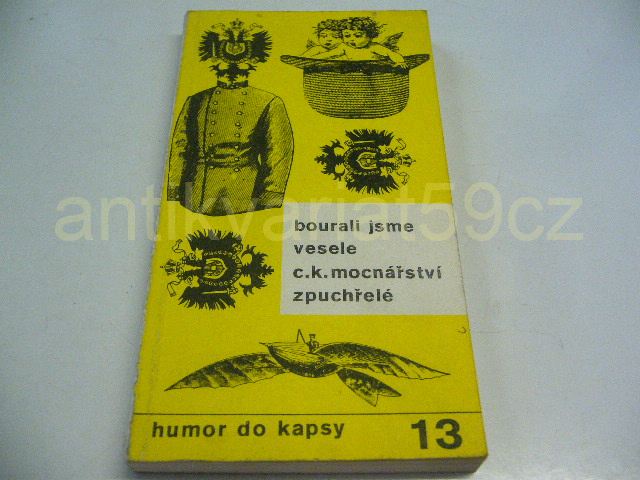 bourali jsme
vesele
c.k.mocnářství
zpuchřelé
antikvariat59cz
humor do kapsy 13